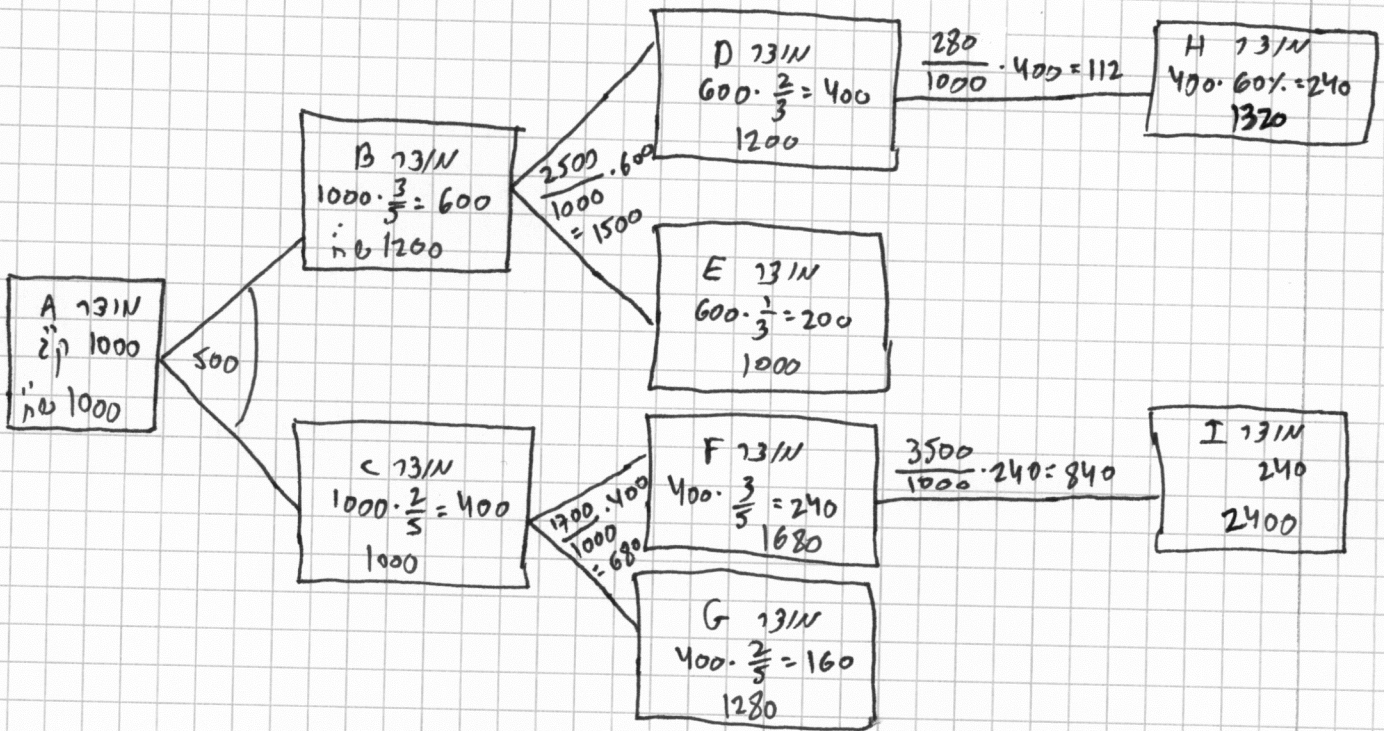 מוצר A
1000 ק"ג
1000 ש"ח
500
מוצר B
1000 · 3/5 = 600
1200 ש"ח
מוצר C
1000 · 2/5 = 400
1000
2500/1000 · 600
= 1500
1700/1000 · 400
= 680
מוצר D
600 · 2/3 = 400
1200
מוצר E
600 · 1/3 = 200
1000
מוצר F
400 · 3/5 = 240
1680
מוצר G
400 · 2/5 = 160
1280
280/1000 · 400 = 112
מוצר H
400 · 60% = 240
1320
3500/1000 · 240 = 840
מוצר I
240
2400